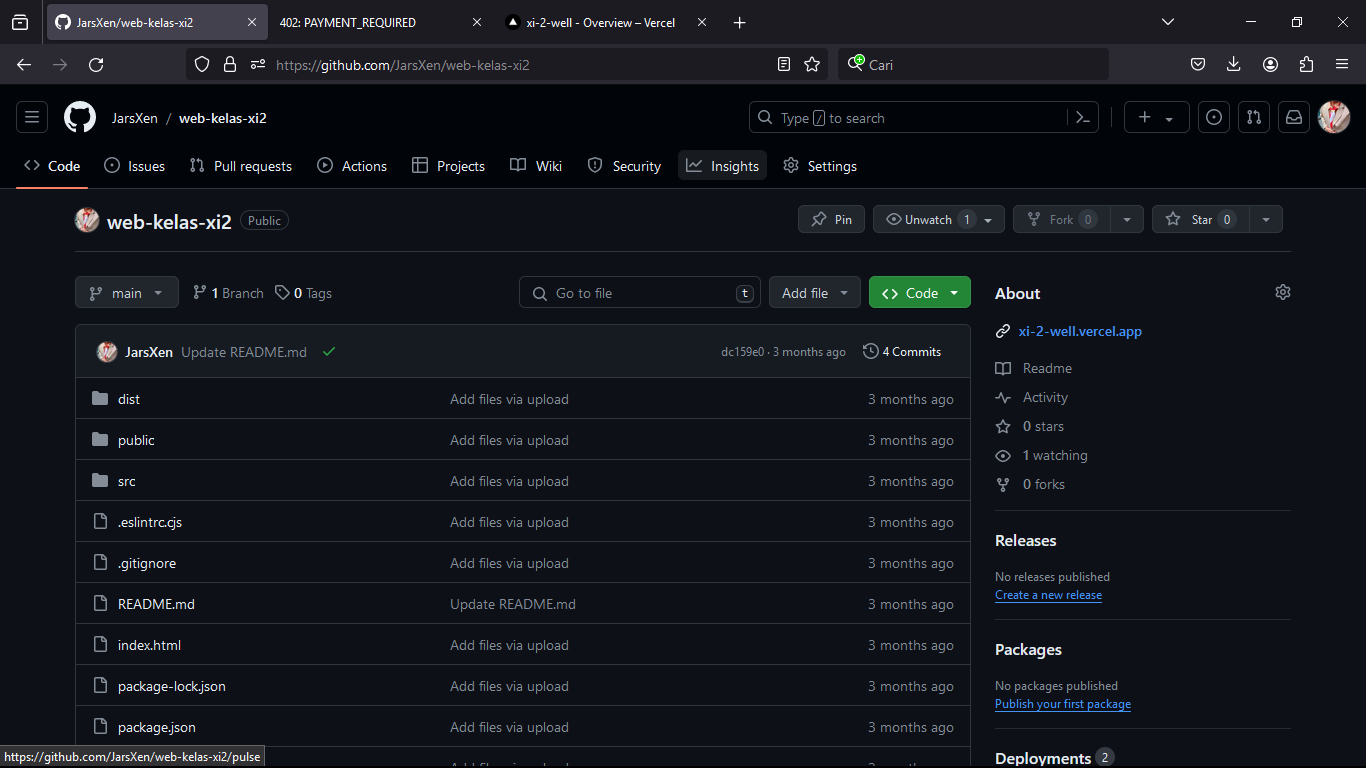 JarsXen/web-kelas-xi2
402: PAYMENT_REQUIRED
xi-2-well - Overview – Vercel
https://github.com/JarsXen/web-kelas-xi2
Cari
JarsXen / web-kelas-xi2
Type / to search
Code
Issues
Pull requests
Actions
Projects
Wiki
Security
Insights
Settings
web-kelas-xi2 Public
Pin
Unwatch 1
Fork 0
Star 0
main
1 Branch
0 Tags
Go to file t
Add file
Code
JarsXen Update README.md dc159e0 · 3 months ago 4 Commits
dist Add files via upload 3 months ago
public Add files via upload 3 months ago
src Add files via upload 3 months ago
.eslintrc.cjs Add files via upload 3 months ago
.gitignore Add files via upload 3 months ago
README.md Update README.md 3 months ago
index.html Add files via upload 3 months ago
package-lock.json Add files via upload 3 months ago
package.json Add files via upload 3 months ago
Add files via upload 3 months ago
About
xi-2-well.vercel.app
Readme
Activity
0 stars
1 watching
0 forks
Releases
No releases published
Create a new release
Packages
No packages published
Publish your first package
Deployments 2
https://github.com/JarsXen/web-kelas-xi2/pulse